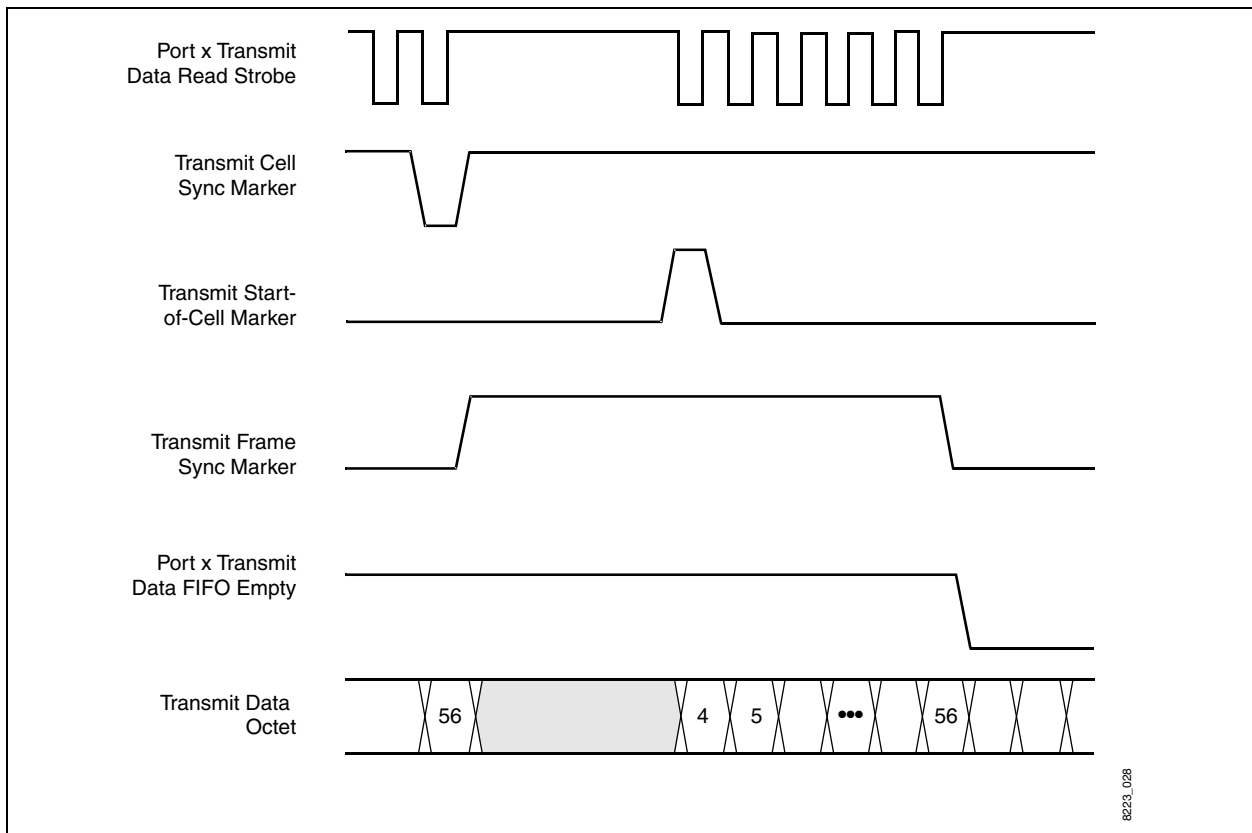 Port x Transmit
Data Read Strobe
Transmit Cell
Sync Marker
Transmit Start-
of-Cell Marker
Transmit Frame
Sync Marker
Port x Transmit
Data FIFO Empty
Transmit Data
Octet
56
4
5
•••
56
8223_028